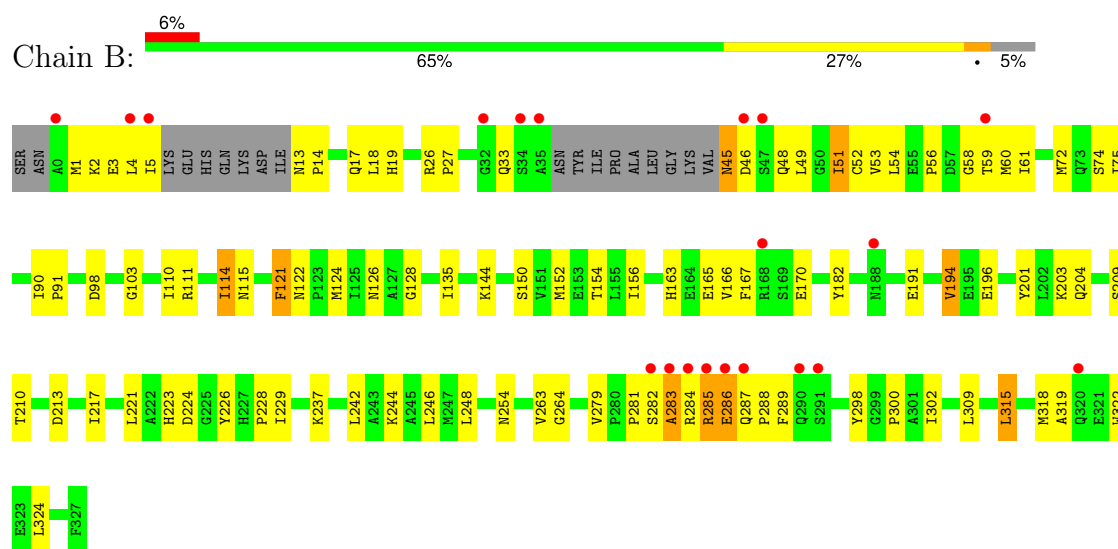 6%
Chain B:
65% 27% • 5%
SER ASN A0 M1 K2 E3 L4 I5 LYS GLU HIS GLN LYS ASP ILE N13 P14 Q17 L18 H19 R26 P27 G32 Q33 S34 A35 ASN TYR ILE PRO ALA LEU GLY LYS VAL N45 D46 S47 Q48 L49 G50 I51 C52 V53 L54 E55 P56 D57 G58 T59 M60 I61 M72 Q73 S74
I90 P91 D98 G103 I110 R111 I114 N115 F121 N122 P123 M124 I125 N126 A127 G128 I135 K144 S150 V151 M152 E153 T154 L155 I156 H163 E164 E165 V166 F167 R168 S169 E170 Y182 N188 E191 V194 E195 E196 Y201 L202 K203 Q204
T210 D213 I217 L221 A222 H223 D224 G225 Y226 H227 P228 I229 K237 L242 A243 K244 A245 L246 M247 L248 N254 V263 G264 V279 P280 P281 S282 A283 R284 R285 E286 Q287 P288 F289 Q290 S291 Y298 G299 P300 A301 I302 L309 L315 M318 A319 Q320 E321
E323 L324 F327